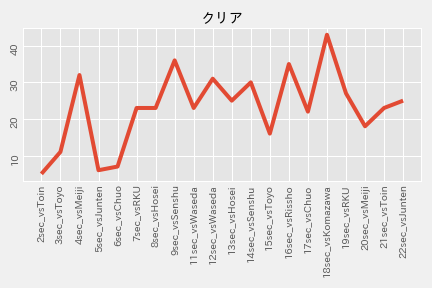 クリア
40
30
20
10
2sec_vsToin
3sec_vsToyo
4sec_vsMeiji
5sec_vsJunten
6sec_vsChuo
7sec_vsRKU
8sec_vsHosei
9sec_vsSenshu
11sec_vsWaseda
12sec_vsWaseda
13sec_vsHosei
14sec_vsSenshu
15sec_vsToyo
16sec_vsRissho
17sec_vsChuo
18sec_vsKomazawa
19sec_vsRKU
20sec_vsMeiji
21sec_vsToin
22sec_vsJunten